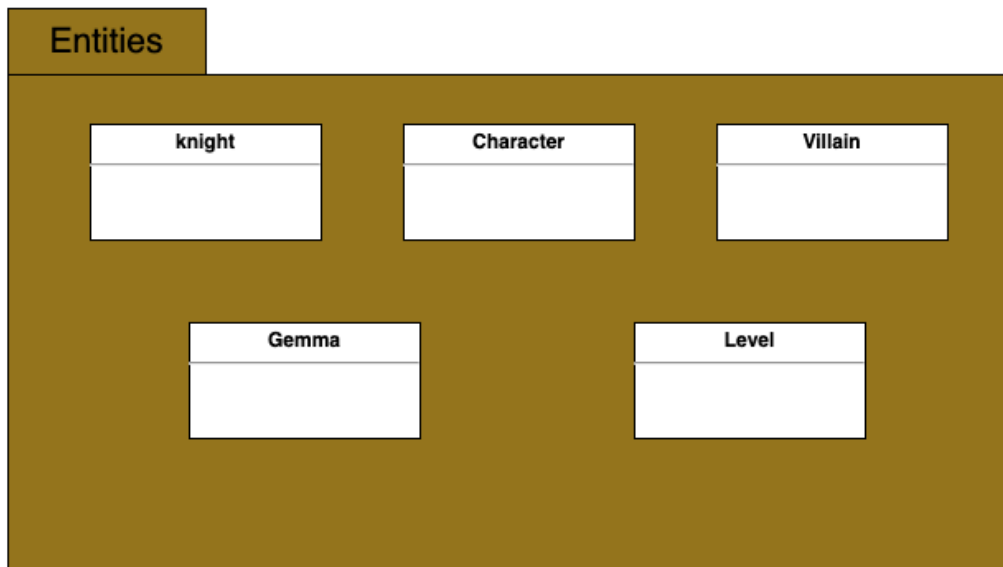 Entities
knight
Character
Villain
Gemma
Level